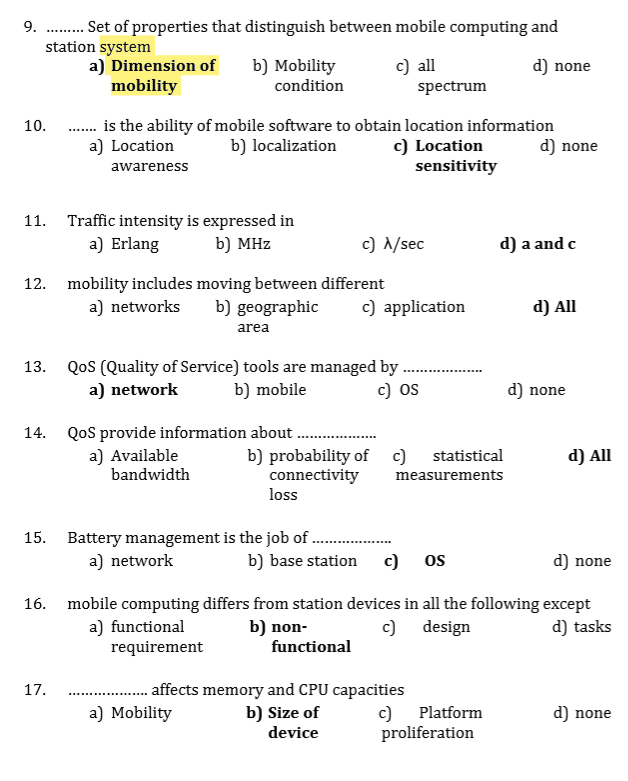 9. ......... Set of properties that distinguish between mobile computing and
station system
a) Dimension of b) Mobility c) all d) none
mobility condition spectrum
10. ....... is the ability of mobile software to obtain location information
a) Location b) localization c) Location d) none
awareness sensitivity
11. Traffic intensity is expressed in
a) Erlang b) MHz c) λ/sec d) a and c
12. mobility includes moving between different
a) networks b) geographic c) application d) All
area
13. QoS (Quality of Service) tools are managed by ...................
a) network b) mobile c) OS d) none
14. QoS provide information about ...................
a) Available b) probability of c) statistical d) All
bandwidth connectivity measurements
loss
15. Battery management is the job of ...................
a) network b) base station c) OS d) none
16. mobile computing differs from station devices in all the following except
a) functional b) non- c) design d) tasks
requirement functional
17. ................... affects memory and CPU capacities
a) Mobility b) Size of c) Platform d) none
device proliferation